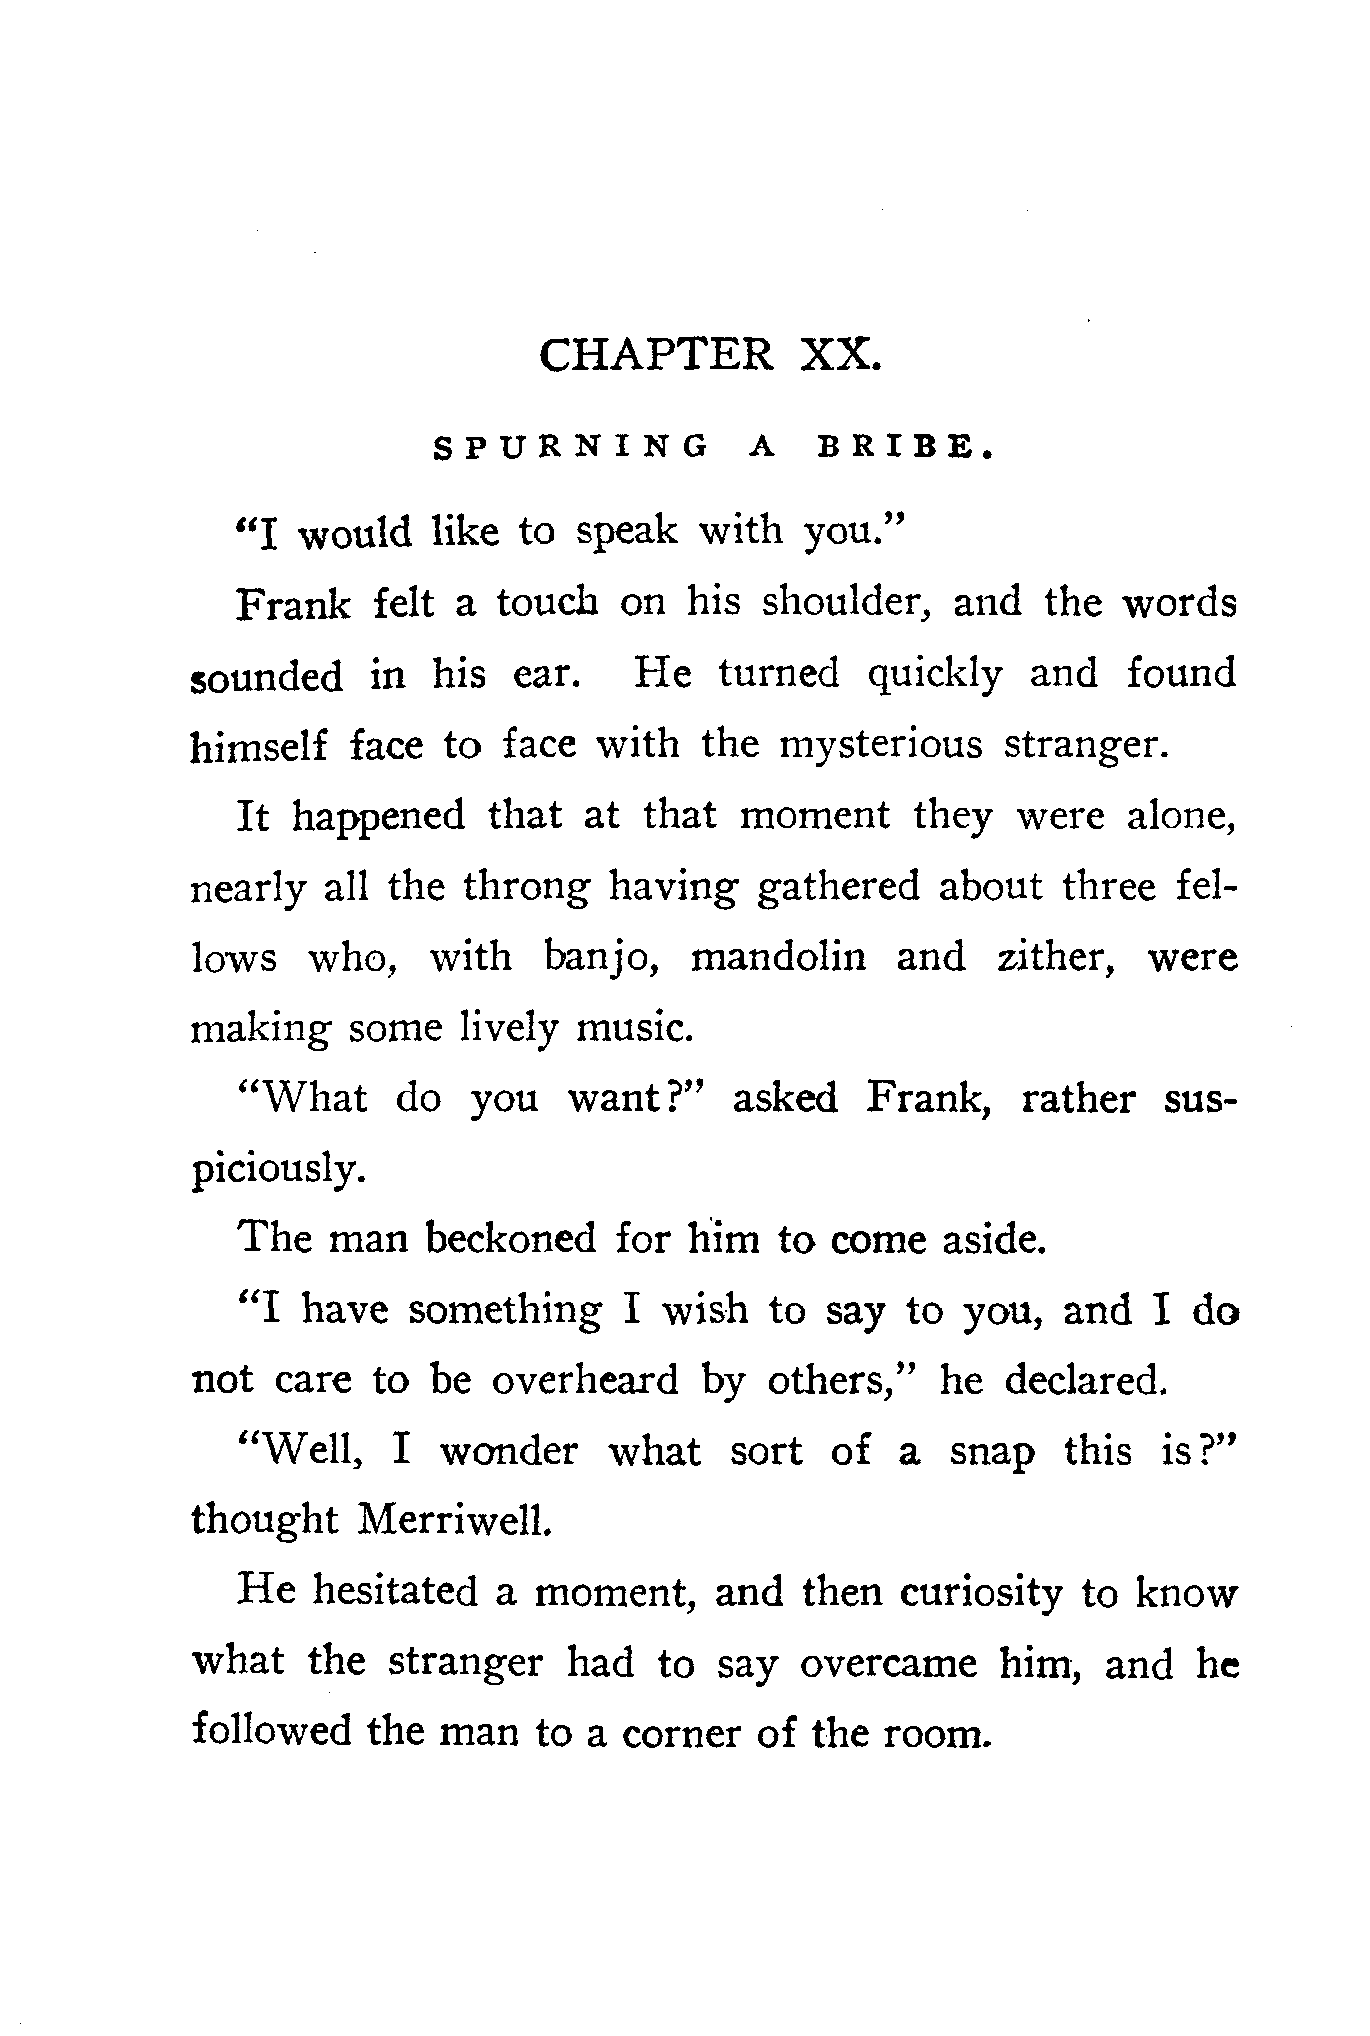 CHAPTER XX.
SPURNING A BRIBE.
“I would like to speak with you.”
Frank felt a touch on his shoulder, and the words
sounded in his ear. He turned quickly and found
himself face to face with the mysterious stranger.
It happened that at that moment they were alone,
nearly all the throng having gathered about three fel-
lows who, with banjo, mandolin and zither, were
making some lively music.
“What do you want?” asked Frank, rather sus-
piciously.
The man beckoned for him to come aside.
“I have something I wish to say to you, and I do
not care to be overheard by others,” he declared.
“Well, I wonder what sort of a snap this is?”
thought Merriwell.
He hesitated a moment, and then curiosity to know
what the stranger had to say overcame him, and he
followed the man to a corner of the room.